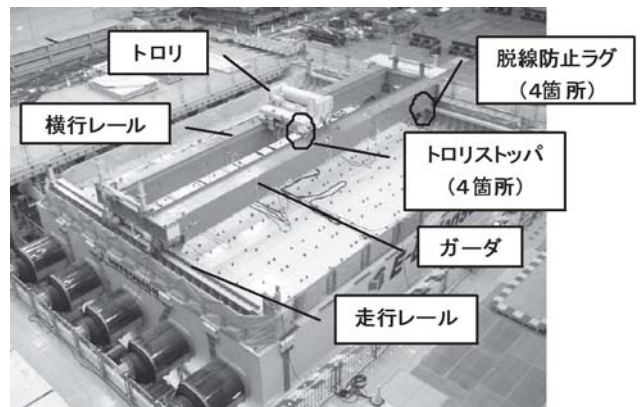 トロリ
脱線防止ラグ
(4箇所)
横行レール
トロリストッパ
(4箇所)
ガーダ
走行レール